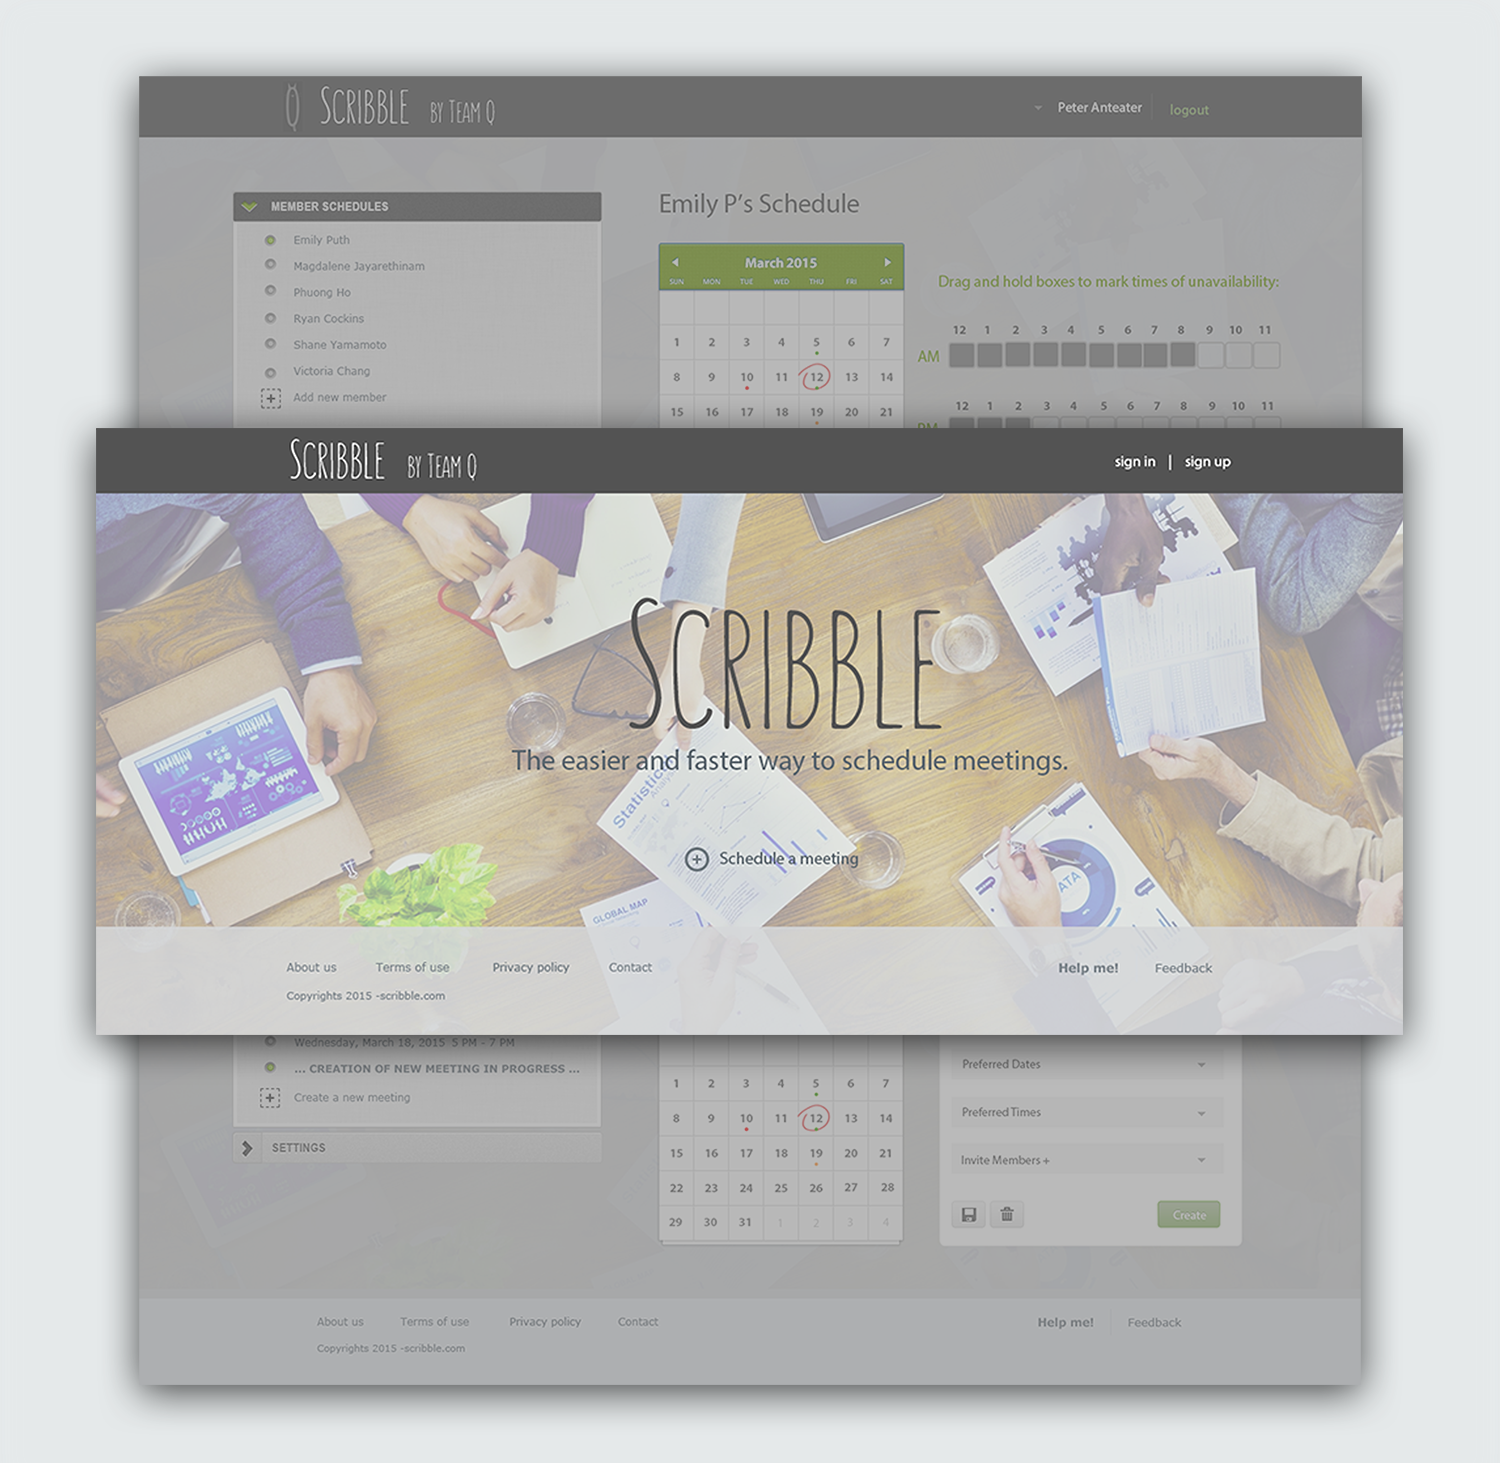 SCRIBBLE BY TEAM Q
Peter Anteater
logout
MEMBER SCHEDULES
Emily Puth
Magdalene Jayarethinam
Phuong Ho
Ryan Cockins
Shane Yamamoto
Victoria Chang
Add new member
Emily P's Schedule
March 2015
SUN MON TUE WED THU FRI SAT
1 2 3 4 5 6 7
8 9 10 11 12 13 14
15 16 17 18 19 20 21
Drag and hold boxes to mark times of unavailability:
12 1 2 3 4 5 6 7 8 9 10 11
AM
12 1 2 3 4 5 6 7 8 9 10 11
PM
SCRIBBLE BY TEAM Q
sign in | sign up
SCRIBBLE
The easier and faster way to schedule meetings.
Statistics
Schedule a meeting
GLOBAL MAP
DATA
About us Terms of use Privacy policy Contact
Help me! Feedback
Copyrights 2015 -scribble.com
Wednesday, March 18, 2015 5 PM - 7 PM
... CREATION OF NEW MEETING IN PROGRESS ...
Create a new meeting
SETTINGS
1 2 3 4 5 6 7
8 9 10 11 12 13 14
15 16 17 18 19 20 21
22 23 24 25 26 27 28
29 30 31 1 2 3 4
Preferred Dates
Preferred Times
Invite Members +
Create
About us Terms of use Privacy policy Contact
Help me! Feedback
Copyrights 2015 -scribble.com